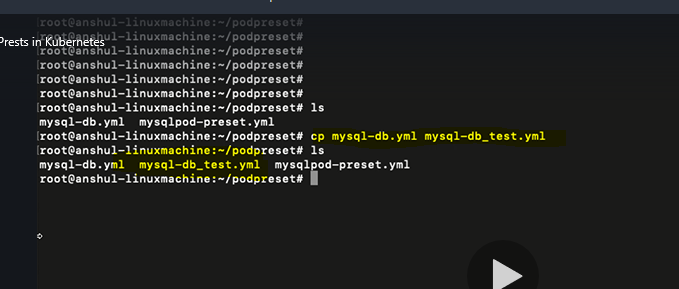 root@anshul-linuxmachine:~/podpreset#
root@anshul-linuxmachine:~/podpreset#
Prests in Kubernetes
root@anshul-linuxmachine:~/podpreset#
root@anshul-linuxmachine:~/podpreset#
root@anshul-linuxmachine:~/podpreset#
root@anshul-linuxmachine:~/podpreset#
root@anshul-linuxmachine:~/podpreset# ls
mysql-db.yml  mysqlpod-preset.yml
root@anshul-linuxmachine:~/podpreset# cp mysql-db.yml mysql-db_test.yml
root@anshul-linuxmachine:~/podpreset# ls
mysql-db.yml  mysql-db_test.yml  mysqlpod-preset.yml
root@anshul-linuxmachine:~/podpreset#